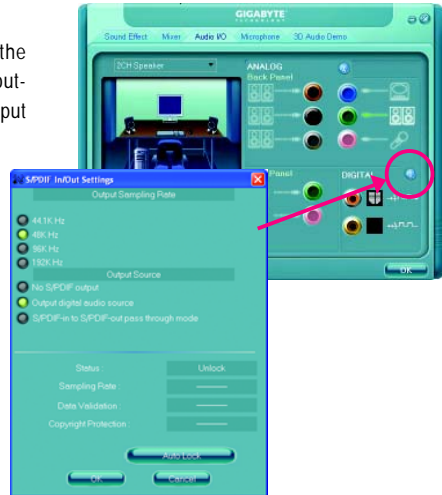 the
out-
put
GIGABYTE
Sound Effect Mixer Audio I/O Microphone 3D Audio Demo
2CH Speaker
ANALOG
Back Panel
Panel
DIGITAL
OK
S/PDIF In/Out Settings
Output Sampling Rate
44.1K Hz
48K Hz
96K Hz
192K Hz
Output Source
No S/PDIF output
Output digital audio source
S/PDIF-in to S/PDIF-out pass through mode
Status Unlock
Sampling Rate
Data Validation
Copyright Protection :
Auto Lock
OK Cancel